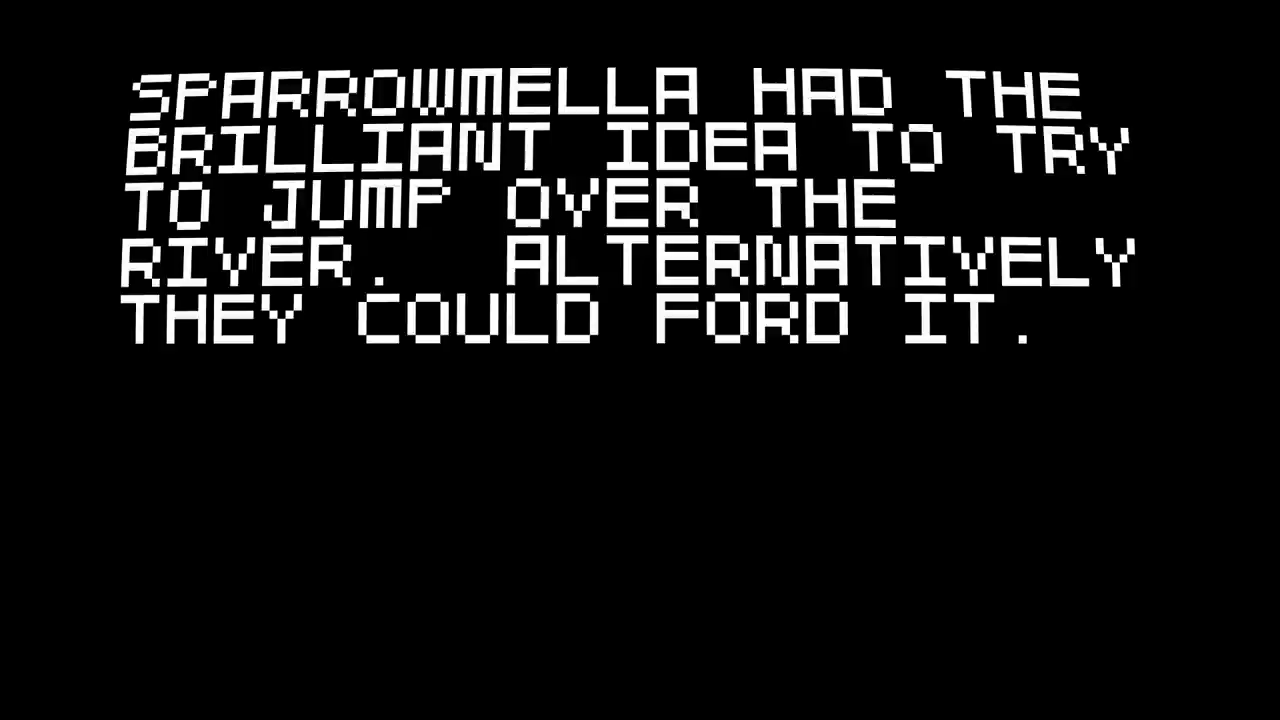 SPARROWMELLA HAD THE
BRILLIANT IDEA TO TRY
TO JUMP OVER THE
RIVER.  ALTERNATIVELY
THEY COULD FORD IT.